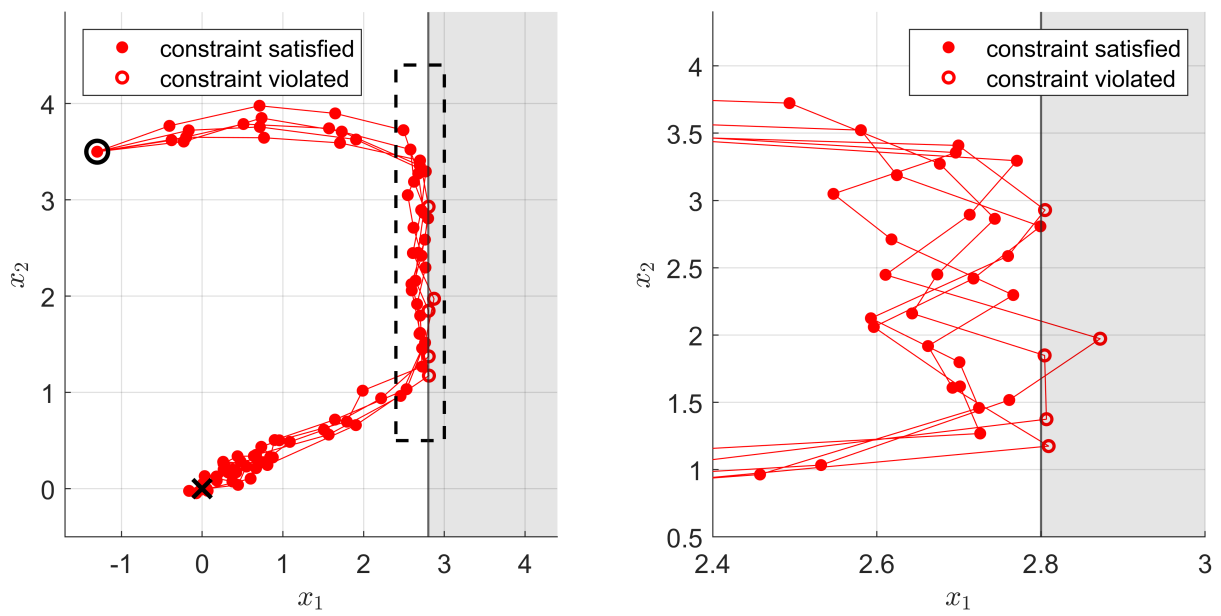 constraint satisfied
constraint violated
4
3
2
1
0
x₂
-1
0
1
2
3
4
x₁
constraint satisfied
constraint violated
4
3.5
3
2.5
2
1.5
1
0.5
x₂
2.4
2.6
2.8
3
x₁